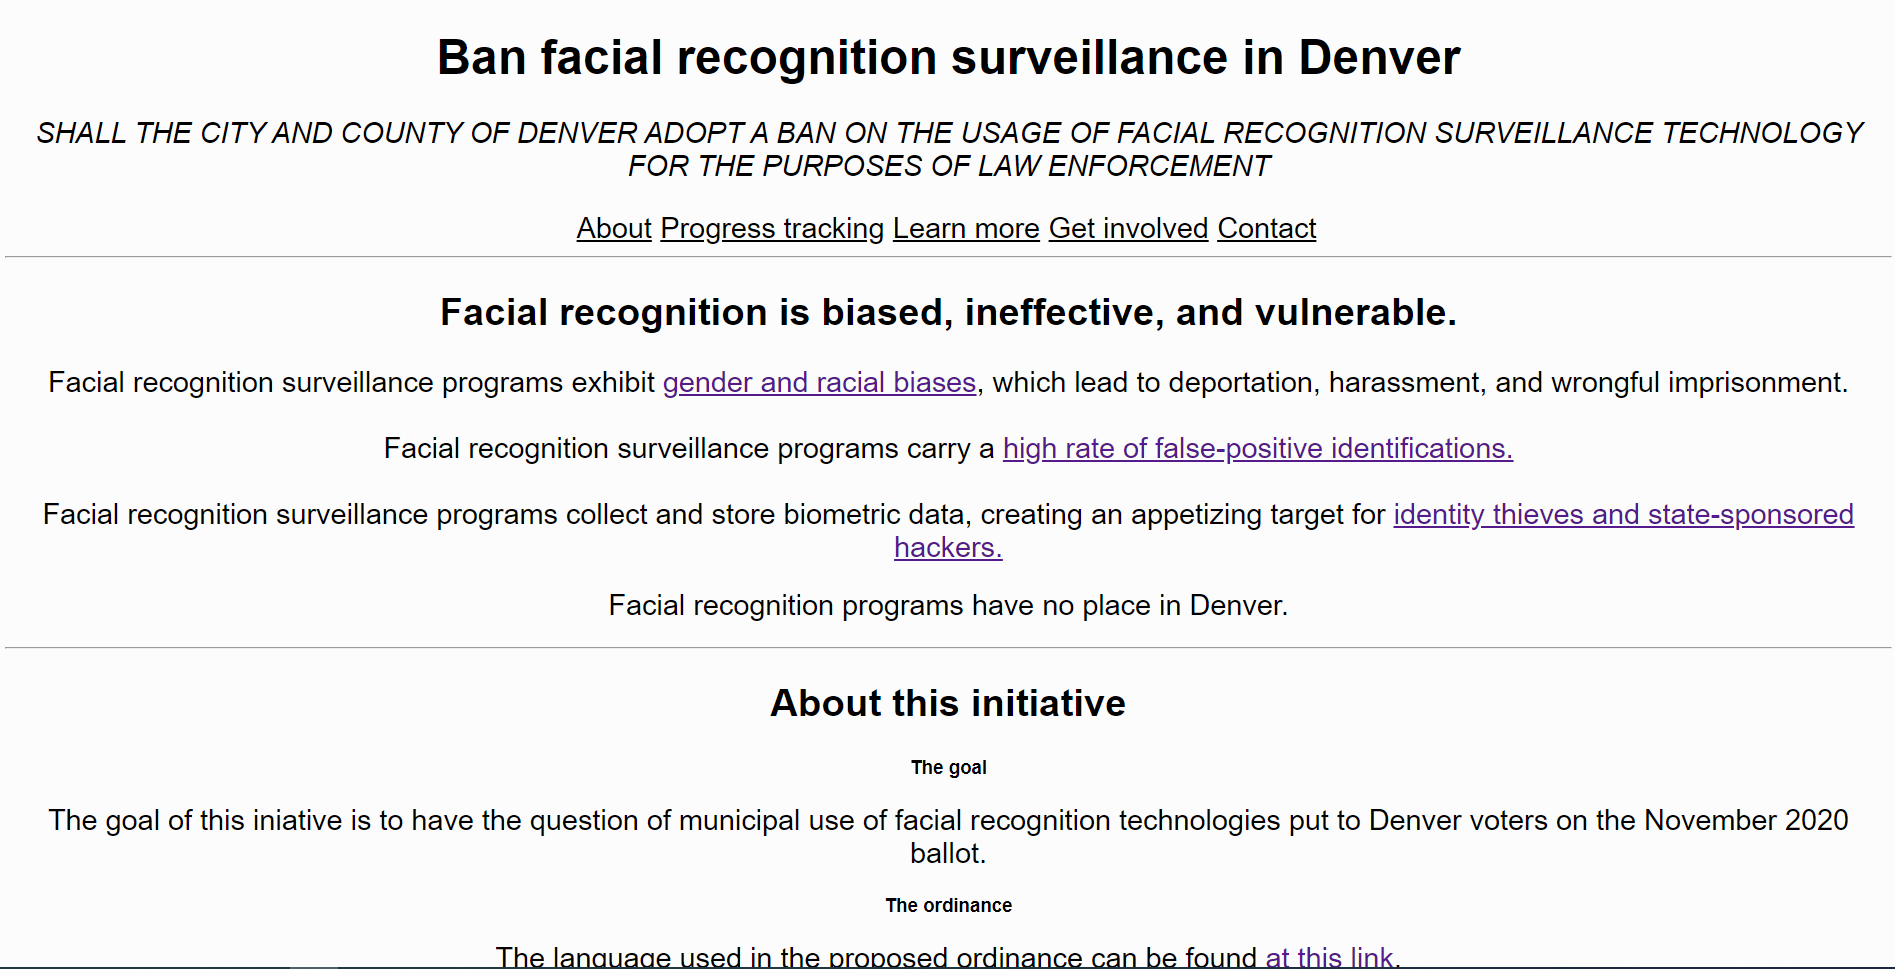 Ban facial recognition surveillance in Denver
SHALL THE CITY AND COUNTY OF DENVER ADOPT A BAN ON THE USAGE OF FACIAL RECOGNITION SURVEILLANCE TECHNOLOGY
FOR THE PURPOSES OF LAW ENFORCEMENT
About Progress tracking Learn more Get involved Contact
Facial recognition is biased, ineffective, and vulnerable.
Facial recognition surveillance programs exhibit gender and racial biases, which lead to deportation, harassment, and wrongful imprisonment.
Facial recognition surveillance programs carry a high rate of false-positive identifications.
Facial recognition surveillance programs collect and store biometric data, creating an appetizing target for identity thieves and state-sponsored
hackers.
Facial recognition programs have no place in Denver.
About this initiative
The goal
The goal of this iniative is to have the question of municipal use of facial recognition technologies put to Denver voters on the November 2020
ballot.
The ordinance
The language used in the proposed ordinance can be found at this link.